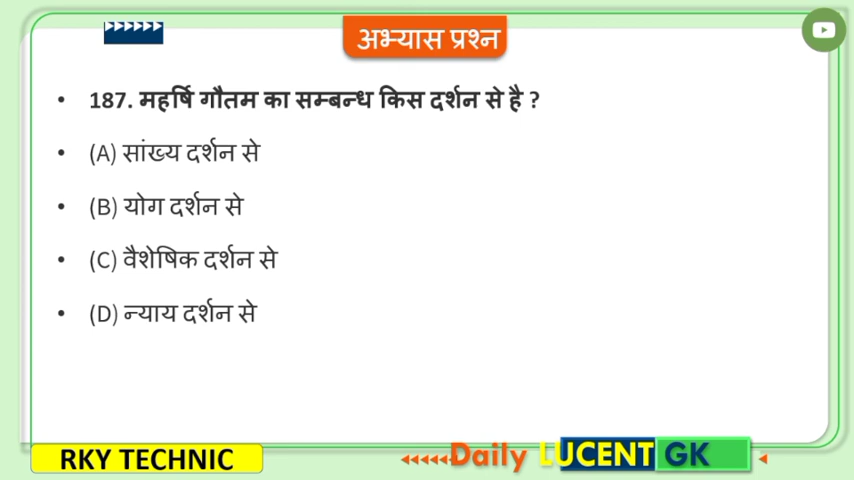 अभ्यास प्रश्न
• 187. महर्षि गौतम का सम्बन्ध किस दर्शन से है ?
• (A) सांख्य दर्शन से
• (B) योग दर्शन से
• (C) वैशेषिक दर्शन से
• (D) न्याय दर्शन से
RKY TECHNIC
Daily LUCENT GK